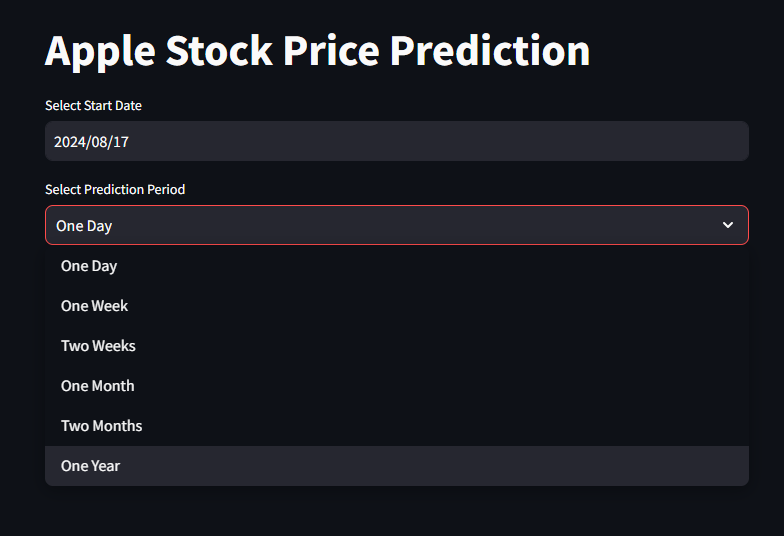 Apple Stock Price Prediction
Select Start Date
2024/08/17
Select Prediction Period
One Day
One Day
One Week
Two Weeks
One Month
Two Months
One Year